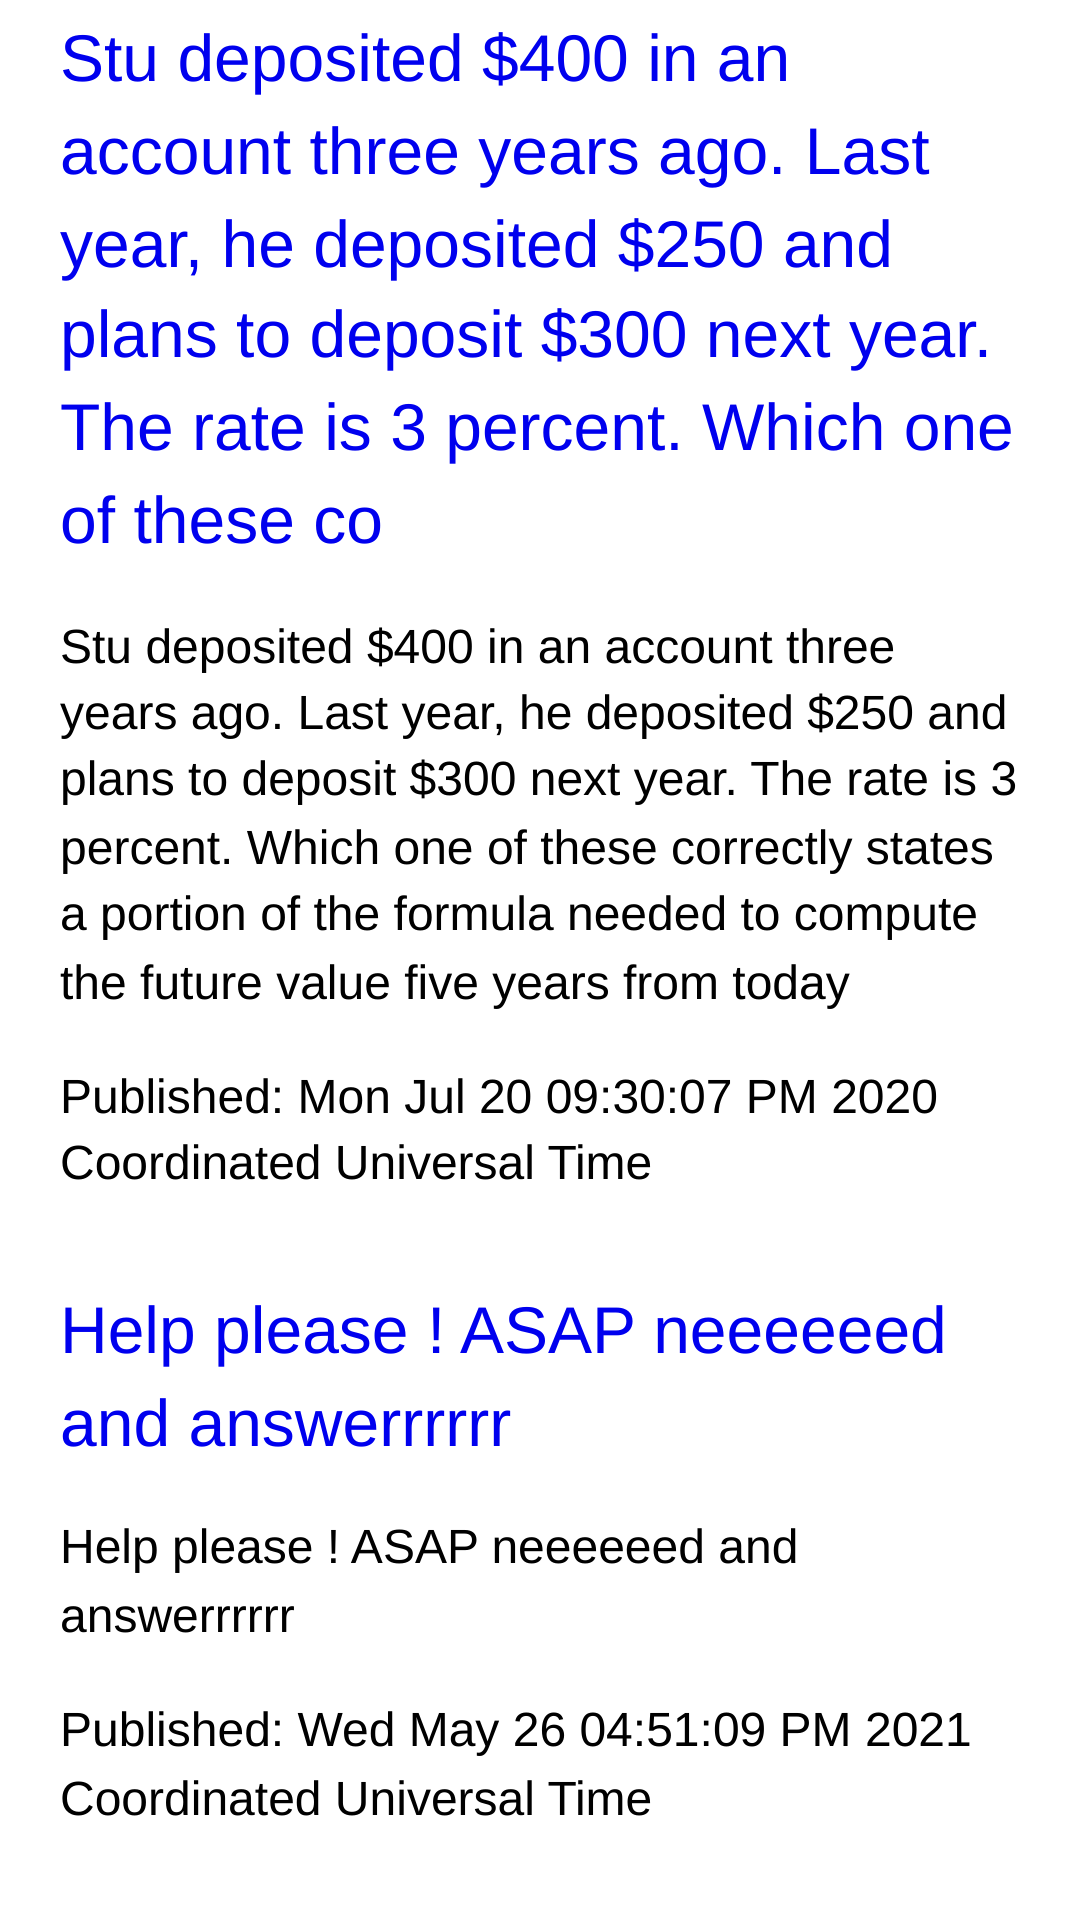 Stu deposited $400 in an
account three years ago. Last
year, he deposited $250 and
plans to deposit $300 next year.
The rate is 3 percent. Which one
of these co
Stu deposited $400 in an account three
years ago. Last year, he deposited $250 and
plans to deposit $300 next year. The rate is 3
percent. Which one of these correctly states
a portion of the formula needed to compute
the future value five years from today
Published: Mon Jul 20 09:30:07 PM 2020
Coordinated Universal Time
Help please ! ASAP neeeeeed
and answerrrrrr
Help please ! ASAP neeeeeed and
answerrrrrr
Published: Wed May 26 04:51:09 PM 2021
Coordinated Universal Time